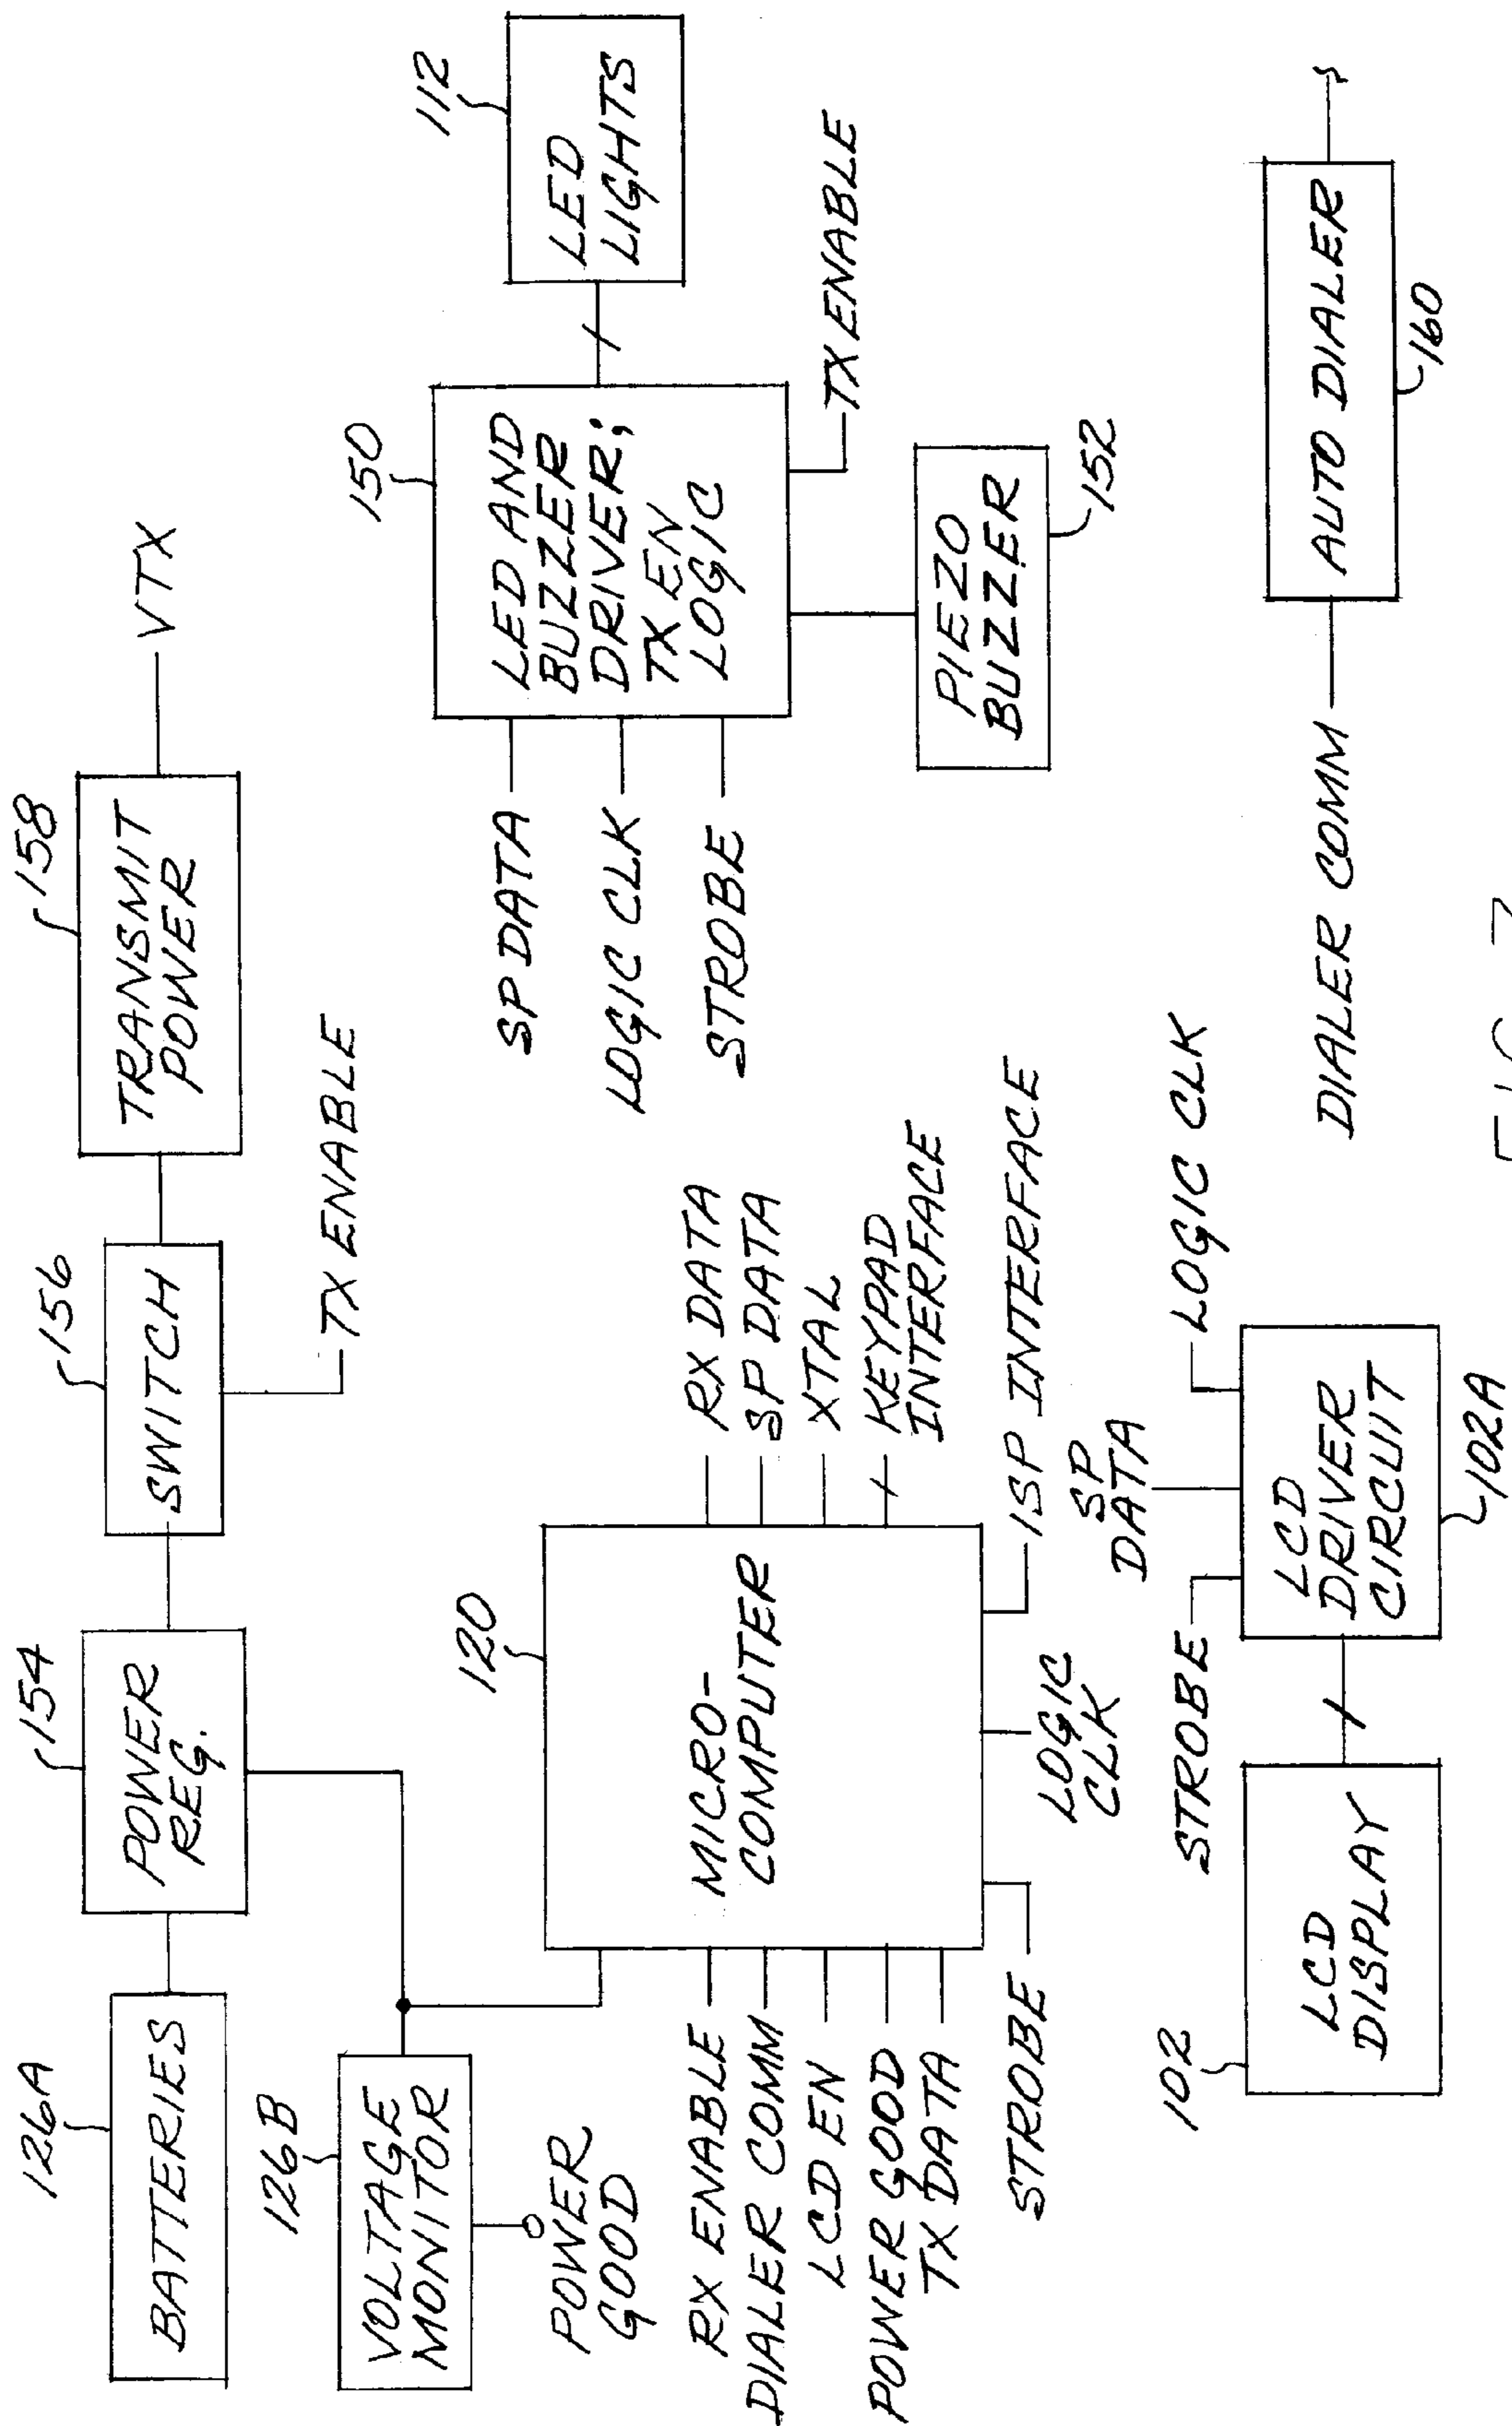 126A
BATTERIES
154
POWER
REG.
156
SWITCH
TX ENABLE
158
TRANSMIT
POWER
VTX
126B
VOLTAGE
MONITOR
POWER
GOOD
120
MICRO-
COMPUTER
RX ENABLE
DIALER COMM
LCD EN
POWER GOOD
TX DATA
STROBE
LOGIC
CLK
ISP INTERFACE
RX DATA
SP DATA
XTAL
KEYPAD
INTERFACE
150
LED AND
BUZZER
DRIVER;
TX EN
LOGIC
SP DATA
LOGIC CLK
STROBE
112
LED
LIGHTS
TX ENABLE
PIEZO
BUZZER
152
102
LCD
DISPLAY
STROBE
SP
DATA
LOGIC CLK
LCD
DRIVER
CIRCUIT
102A
DIALER COMM
AUTO DIALER
160